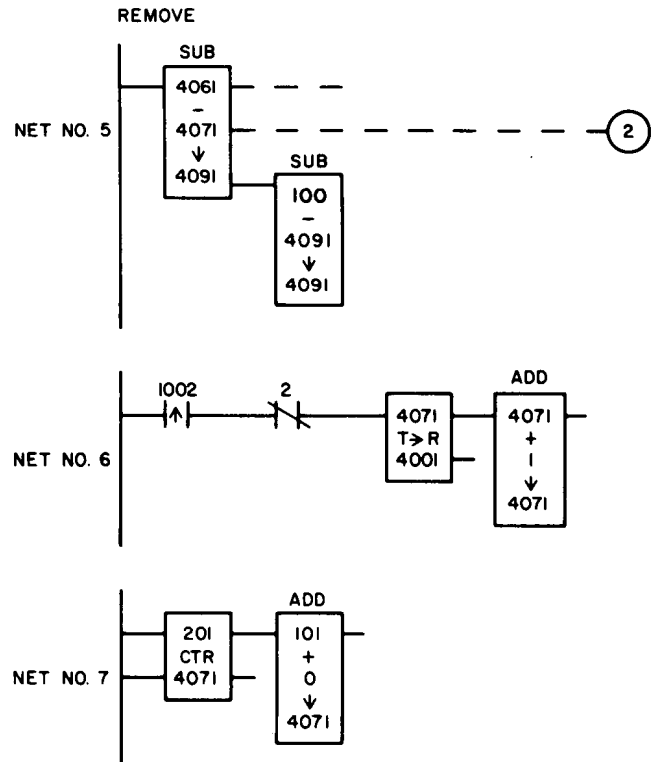 REMOVE
SUB
4061
-
4071
↓
4091
NET NO. 5
2
SUB
100
-
4091
↓
4091
1002
↑
2
4071
T→R
4001
ADD
4071
+
1
↓
4071
NET NO. 6
201
CTR
4071
ADD
101
+
0
↓
4071
NET NO. 7